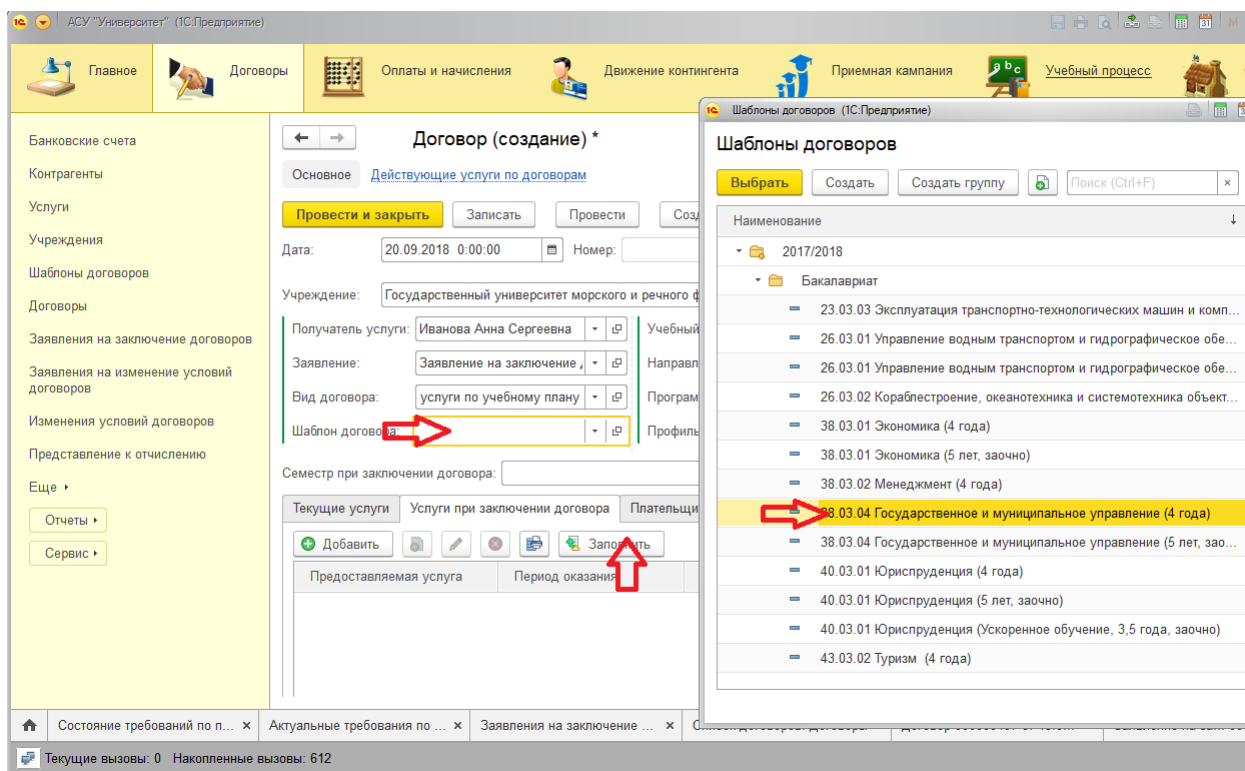 АСУ "Университет" (1С:Предприятие)
M
Главное
Договоры
Оплаты и начисления
Движение контингента
Приемная кампания
Учебный процесс
Банковские счета
Контрагенты
Услуги
Учреждения
Шаблоны договоров
Договоры
Заявления на заключение договоров
Заявления на изменение условий
договоров
Изменения условий договоров
Представление к отчислению
Еще
Отчеты
Сервис
Договор (создание) *
Основное Действующие услуги по договорам
Провести и закрыть Записать Провести Созд
Дата: 20.09.2018 0:00:00 Номер:
Учреждение: Государственный университет морского и речного ф
Получатель услуги: Иванова Анна Сергеевна Учебный
Заявление: Заявление на заключение Направл
Вид договора: услуги по учебному плану Програм
Шаблон договора: Профиль
Семестр при заключении договора:
Текущие услуги Услуги при заключении договора Плательщи
Добавить Заполнить
Предоставляемая услуга Период оказания
Шаблоны договоров (1С:Предприятие)
Шаблоны договоров
Выбрать Создать Создать группу Поиск (Ctrl+F) ×
Наименование ↓
2017/2018
Бакалавриат
23.03.03 Эксплуатация транспортно-технологических машин и комп...
26.03.01 Управление водным транспортом и гидрографическое обе...
26.03.01 Управление водным транспортом и гидрографическое обе...
26.03.02 Кораблестроение, океанотехника и системотехника объект...
38.03.01 Экономика (4 года)
38.03.01 Экономика (5 лет, заочно)
38.03.02 Менеджмент (4 года)
38.03.04 Государственное и муниципальное управление (4 года)
38.03.04 Государственное и муниципальное управление (5 лет, зао...
40.03.01 Юриспруденция (4 года)
40.03.01 Юриспруденция (5 лет, заочно)
40.03.01 Юриспруденция (Ускоренное обучение, 3,5 года, заочно)
43.03.02 Туризм (4 года)
Состояние требований по п... × Актуальные требования по ... × Заявления на заключение ... ×
Текущие вызовы: 0 Накопленные вызовы: 612